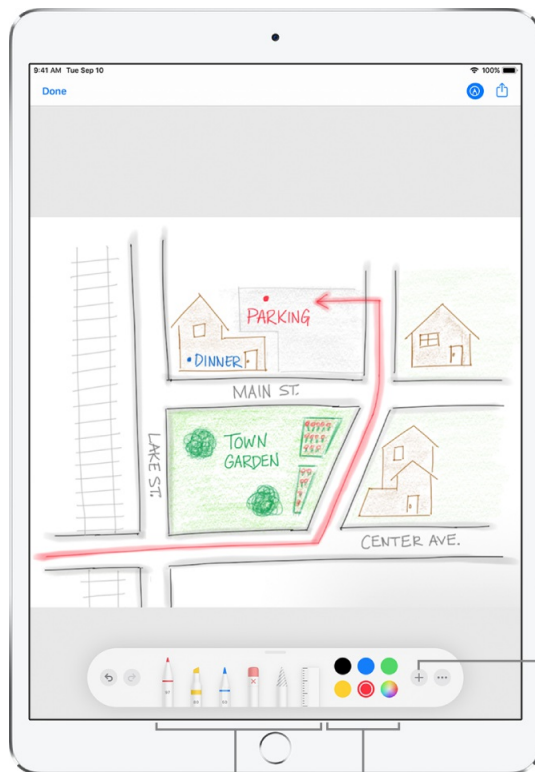 9:41 AM Tue Sep 10
100%
Done
PARKING
DINNER
MAIN ST.
LAKE ST.
TOWN
GARDEN
CENTER AVE.